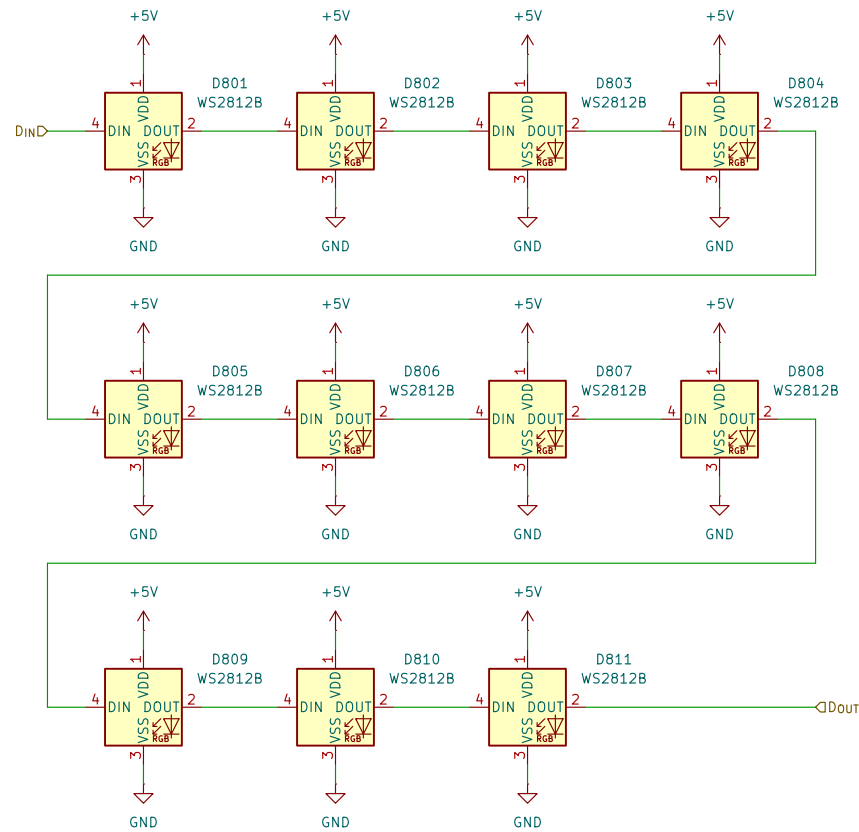 +5V +5V +5V +5V
1 D801 1 D802 1 D803 1 D804
WS2812B WS2812B WS2812B WS2812B
VDD VDD VDD VDD
DIN 4 DIN DOUT 2 4 DIN DOUT 2 4 DIN DOUT 2 4 DIN DOUT 2
VSS RGB VSS RGB VSS RGB VSS RGB
3 3 3 3
GND GND GND GND
+5V +5V +5V +5V
1 D805 1 D806 1 D807 1 D808
WS2812B WS2812B WS2812B WS2812B
VDD VDD VDD VDD
4 DIN DOUT 2 4 DIN DOUT 2 4 DIN DOUT 2 4 DIN DOUT 2
VSS RGB VSS RGB VSS RGB VSS RGB
3 3 3 3
GND GND GND GND
+5V +5V +5V
1 D809 1 D810 1 D811
WS2812B WS2812B WS2812B
VDD VDD VDD
4 DIN DOUT 2 4 DIN DOUT 2 4 DIN DOUT 2 DOUT
VSS RGB VSS RGB VSS RGB
3 3 3
GND GND GND